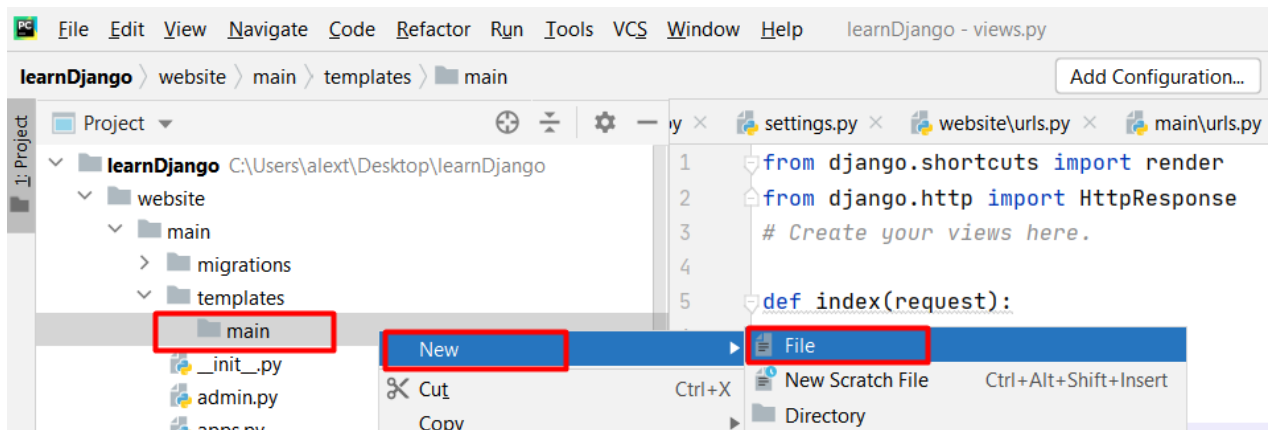 PC File Edit View Navigate Code Refactor Run Tools VCS Window Help learnDjango - views.py
learnDjango website main templates main Add Configuration...
1: Project
Project
py settings.py website\urls.py main\urls.py
learnDjango C:\Users\alext\Desktop\learnDjango
website
main
migrations
templates
main
__init__.py
admin.py
apps.py
1 from django.shortcuts import render
2 from django.http import HttpResponse
3 # Create your views here.
4
5 def index(request):
New
Cut Ctrl+X
Copy
File
New Scratch File Ctrl+Alt+Shift+Insert
Directory